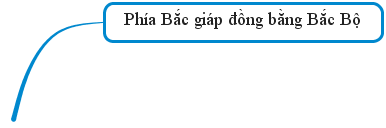 Phía Bắc giáp đồng bằng Bắc Bộ